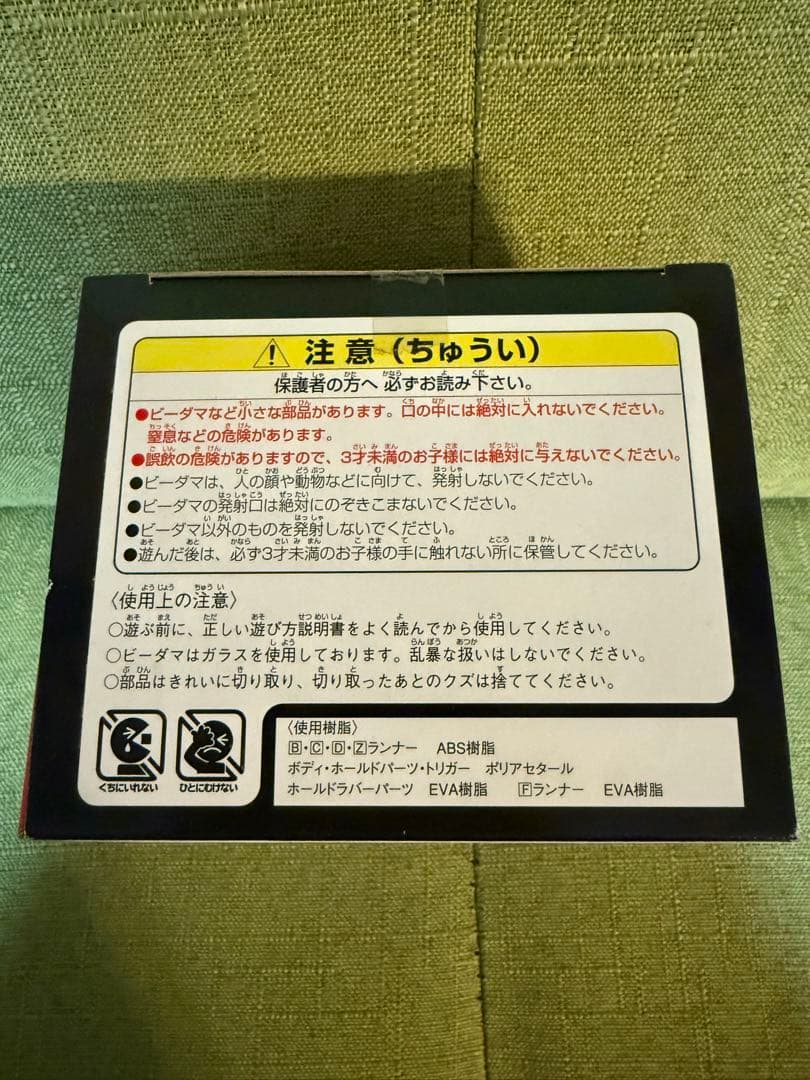 注意(ちゅうい)
保護者の方へ 必ずお読み下さい。
●ビーダマなど小さな部品があります。口の中には絶対に入れないでください。
窒息などの危険があります。
●誤飲の危険がありますので、3才未満のお子様には絶対に与えないでください。
●ビーダマは、人の顔や動物などに向けて、発射しないでください。
●ビーダマの発射口は絶対にのぞきこまないでください。
●ビーダマ以外のものを発射しないでください。
●遊んだ後は、必ず3才未満のお子様の手に触れない所に保管してください。
〈使用上の注意〉
○遊ぶ前に、正しい遊び方説明書をよく読んでから使用してください。
○ビーダマはガラスを使用しております。乱暴な扱いはしないでください。
○部品はきれいに切り取り、切り取ったあとのクズは捨ててください。
くちにいれない ひとにむけない
〈使用樹脂〉
B・C・D・Zランナー ABS樹脂
ボディ・ホールドパーツ・トリガー ポリアセタール
ホールドラバーパーツ EVA樹脂 Fランナー EVA樹脂